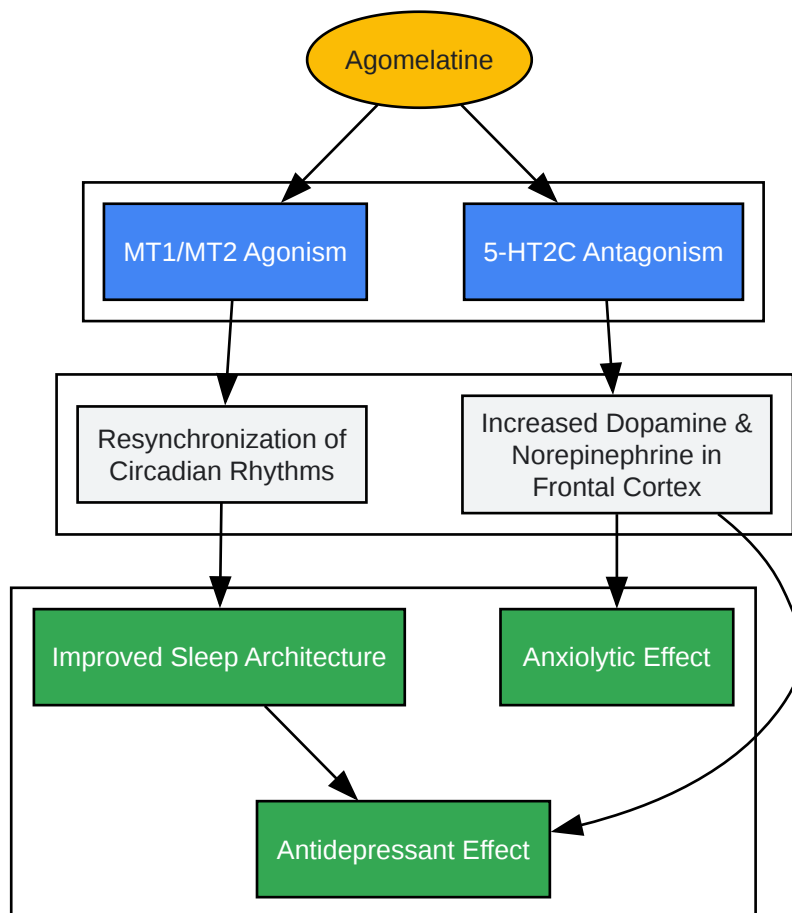 Agomelatine
MT1/MT2 Agonism
5-HT2C Antagonism
Resynchronization of
Circadian Rhythms
Increased Dopamine &
Norepinephrine in
Frontal Cortex
Improved Sleep Architecture
Anxiolytic Effect
Antidepressant Effect